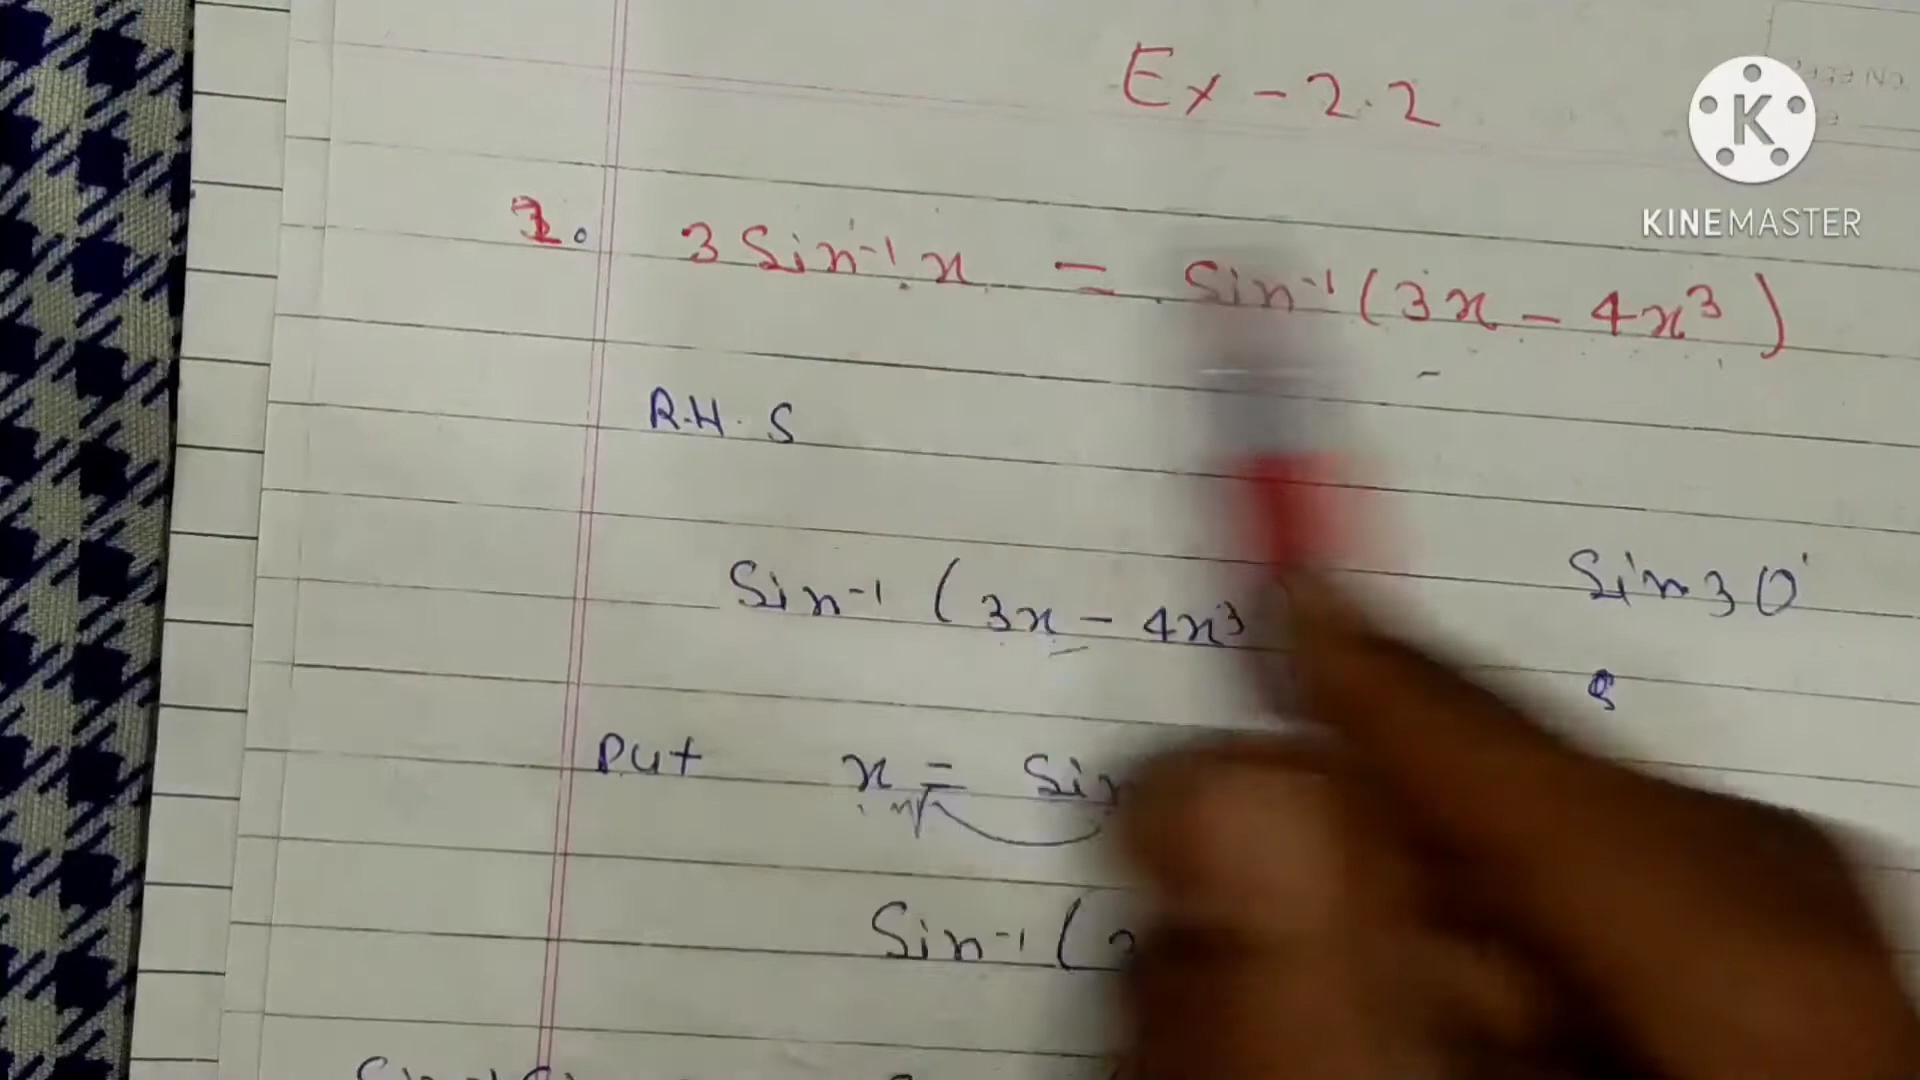 Ex - 2.2
K
KINEMASTER
1. 3 Sin⁻¹x = Sin⁻¹(3x - 4x³)
R.H.S
Sin⁻¹ (3x - 4x³
Sin3θ
S
Put x = Sin
Sin⁻¹(